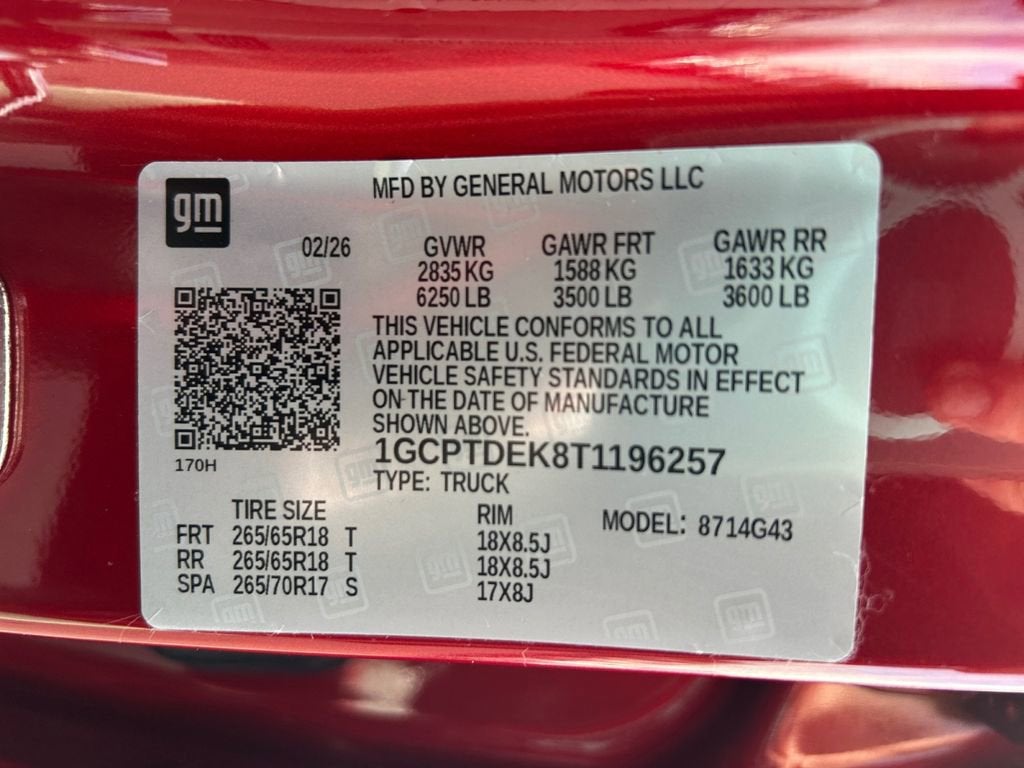 gm
MFD BY GENERAL MOTORS LLC
02/26 GVWR GAWR FRT GAWR RR
2835 KG 1588 KG 1633 KG
6250 LB 3500 LB 3600 LB
THIS VEHICLE CONFORMS TO ALL
APPLICABLE U.S. FEDERAL MOTOR
VEHICLE SAFETY STANDARDS IN EFFECT
ON THE DATE OF MANUFACTURE
SHOWN ABOVE.
170H
1GCPTDEK8T1196257
TYPE: TRUCK
TIRE SIZE RIM MODEL: 8714G43
FRT 265/65R18 T 18X8.5J
RR 265/65R18 T 18X8.5J
SPA 265/70R17 S 17X8J